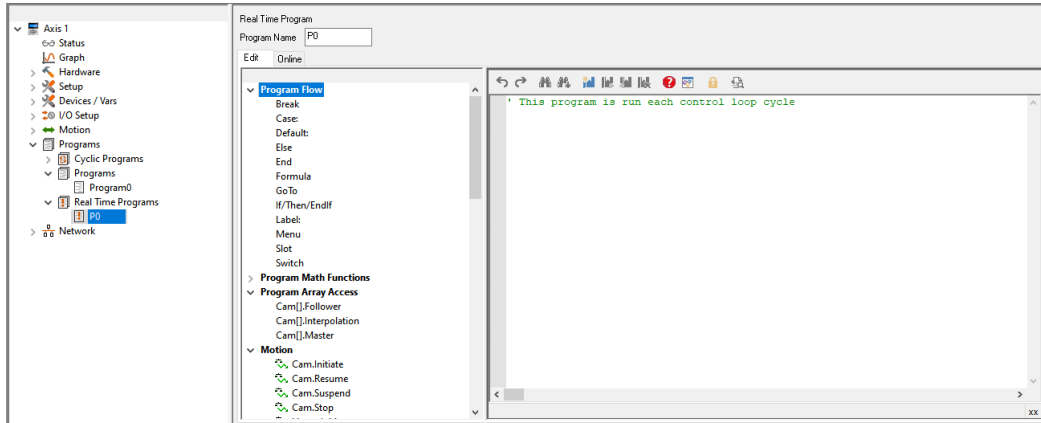 Axis 1
Status
Graph
Hardware
Setup
Devices / Vars
I/O Setup
Motion
Programs
Cyclic Programs
Programs
Program0
Real Time Programs
P0
Network
Real Time Program
Program Name P0
Edit Online
Program Flow
Break
Case:
Default:
Else
End
Formula
GoTo
If/Then/EndIf
Label:
Menu
Slot
Switch
Program Math Functions
Program Array Access
Cam[].Follower
Cam[].Interpolation
Cam[].Master
Motion
Cam.Initiate
Cam.Resume
Cam.Suspend
Cam.Stop
' This program is run each control loop cycle
xx